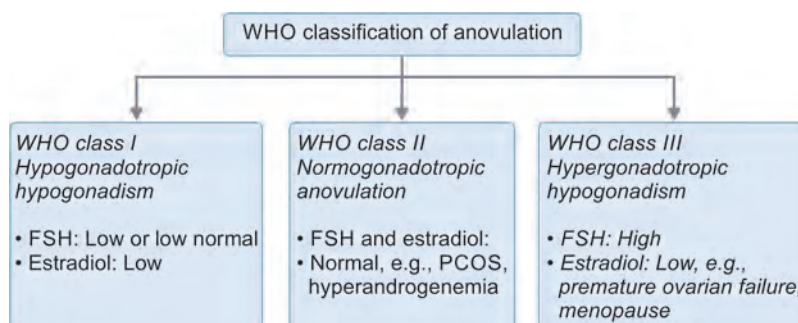 WHO classification of anovulation
WHO class I
Hypogonadotropic
hypogonadism
• FSH: Low or low normal
• Estradiol: Low
WHO class II
Normogonadotropic
anovulation
• FSH and estradiol:
• Normal, e.g., PCOS,
hyperandrogenemia
WHO class III
Hypergonadotropic
hypogonadism
• FSH: High
• Estradiol: Low, e.g.,
premature ovarian failure,
menopause